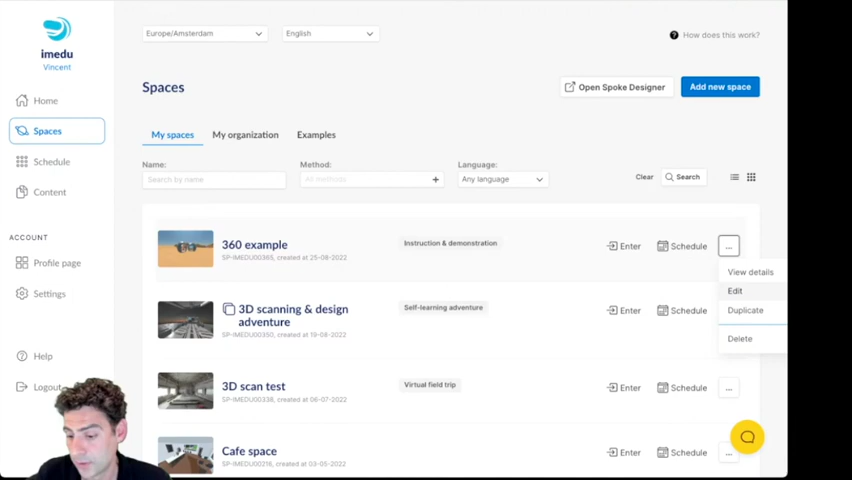 Europe/Amsterdam
English
How does this work?
imedu
Vincent
Spaces
Open Spoke Designer
Add new space
Home
Spaces
Schedule
Content
ACCOUNT
Profile page
Settings
Help
Logout
My spaces
My organization
Examples
Name:
Method:
Language:
Search by name
All methods
+
Any language
Clear
Search
360 example
SP-IMEDU00365, created at 25-08-2022
Instruction & demonstration
Enter
Schedule
...
View details
Edit
Duplicate
Delete
3D scanning & design
adventure
SP-IMEDU00350, created at 19-08-2022
Self-learning adventure
Enter
Schedule
3D scan test
SP-IMEDU00338, created at 06-07-2022
Virtual field trip
Enter
Schedule
...
Cafe space
SP-IMEDU00216, created at 03-05-2022
Enter
Schedule
...